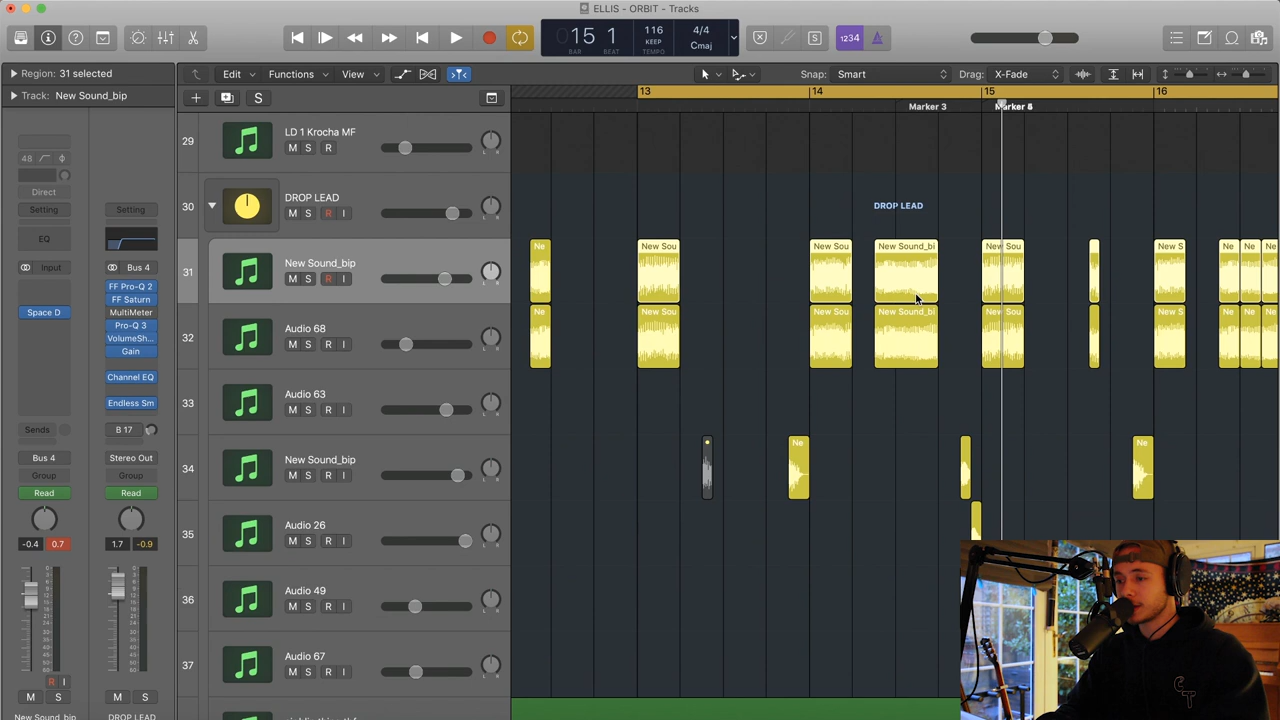 ELLIS - ORBIT - Tracks
15 1
BAR BEAT
116
KEEP
TEMPO
4/4
Cmaj
1234
Region: 31 selected
Edit
Functions
View
Snap: Smart
Drag: X-Fade
Track: New Sound_bip
S
13
14
15
16
Marker 3
48
Direct
Setting
Setting
EQ
Input
Bus 4
FF Pro-Q 2
FF Saturn
Space D
MultiMeter
Pro-Q 3
VolumeSh...
Gain
Channel EQ
Endless Sm
Sends
B 17
Bus 4
Stereo Out
Group
Group
Read
Read
-0.4
0.7
1.7
-0.9
R I
M S
M S
New Sound_bip
DROP LEAD
29
LD 1 Krocha MF
M S R
L R
30
DROP LEAD
M S R I
L R
DROP LEAD
31
New Sound_bip
M S R I
L R
Ne
New Sou
New Sou
New Sound_bi
New Sou
New S
Ne
Ne
Ne
32
Audio 68
M S R I
L R
Ne
New Sou
New Sou
New Sound_bi
New Sou
New S
Ne
Ne
Ne
33
Audio 63
M S R I
L R
34
New Sound_bip
M S R I
L R
Ne
Ne
35
Audio 26
M S R I
L R
36
Audio 49
M S R I
L R
37
Audio 67
M S R I
L R
38